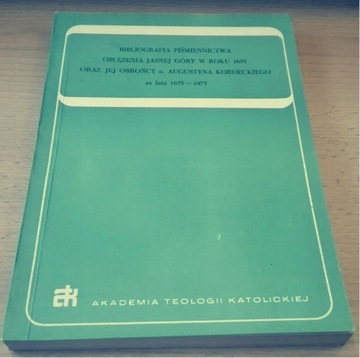 BIBLIOGRAFIA PIŚMIENNICTWA
OBLĘŻENIA JASNEJ GÓRY W ROKU 1655
ORAZ JEJ OBROŃCY o. AUGUSTYNA KORDECKIEGO
za lata 1655—1975
atk AKADEMIA TEOLOGII KATOLICKIEJ